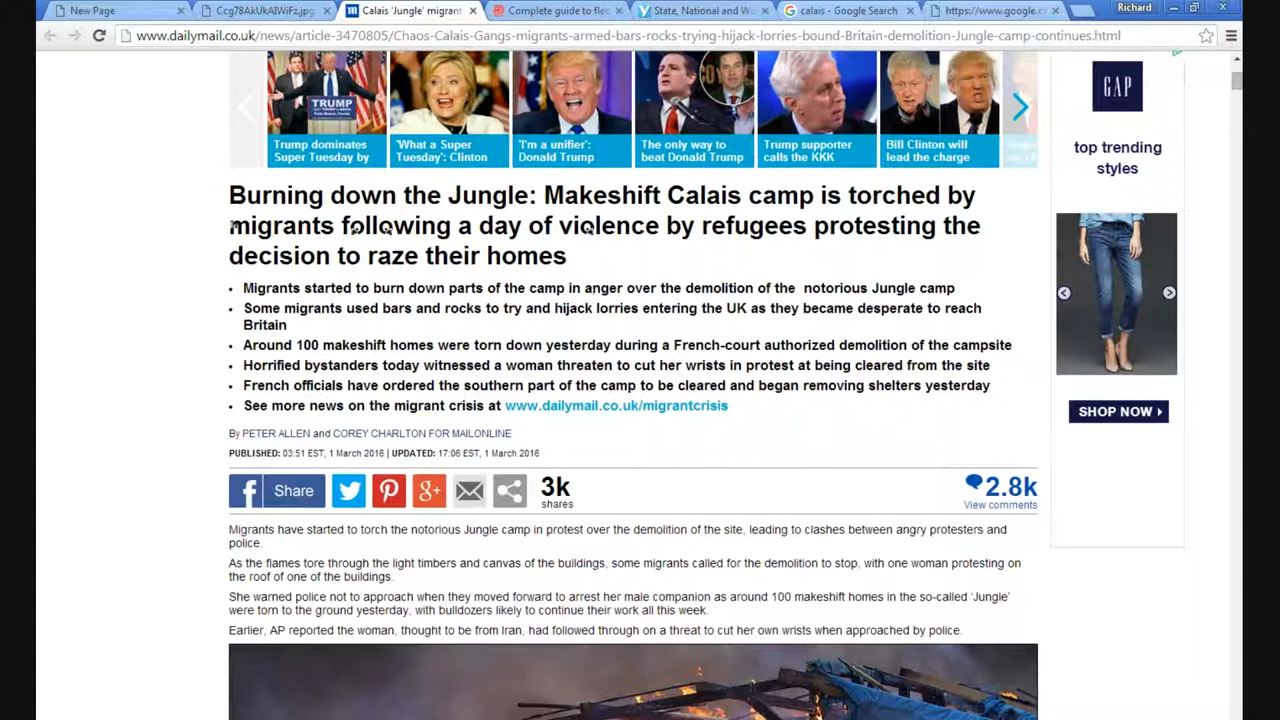 New Page
Ccg78AkUkAIWiFz.jpg
Calais 'Jungle' migrant
Complete guide to fle
State, National and Wo
calais - Google Search
https://www.google.c
Richard
www.dailymail.co.uk/news/article-3470805/Chaos-Calais-Gangs-migrants-armed-bars-rocks-trying-hijack-lorries-bound-Britain-demolition-Jungle-camp-continues.html
TRUMP
Trump dominates
Super Tuesday by
'What a Super
Tuesday': Clinton
'I'm a unifier':
Donald Trump
The only way to
beat Donald Trump
Trump supporter
calls the KKK
Bill Clinton will
lead the charge
GAP
top trending
styles
SHOP NOW
Burning down the Jungle: Makeshift Calais camp is torched by
migrants following a day of violence by refugees protesting the
decision to raze their homes
• Migrants started to burn down parts of the camp in anger over the demolition of the notorious Jungle camp
• Some migrants used bars and rocks to try and hijack lorries entering the UK as they became desperate to reach
Britain
• Around 100 makeshift homes were torn down yesterday during a French-court authorized demolition of the campsite
• Horrified bystanders today witnessed a woman threaten to cut her wrists in protest at being cleared from the site
• French officials have ordered the southern part of the camp to be cleared and began removing shelters yesterday
• See more news on the migrant crisis at www.dailymail.co.uk/migrantcrisis
By PETER ALLEN and COREY CHARLTON FOR MAILONLINE
PUBLISHED: 03:51 EST, 1 March 2016 | UPDATED: 17:06 EST, 1 March 2016
Share
3k
shares
2.8k
View comments
Migrants have started to torch the notorious Jungle camp in protest over the demolition of the site, leading to clashes between angry protesters and
police.
As the flames tore through the light timbers and canvas of the buildings, some migrants called for the demolition to stop, with one woman protesting on
the roof of one of the buildings.
She warned police not to approach when they moved forward to arrest her male companion as around 100 makeshift homes in the so-called 'Jungle'
were torn to the ground yesterday, with bulldozers likely to continue their work all this week.
Earlier, AP reported the woman, thought to be from Iran, had followed through on a threat to cut her own wrists when approached by police.